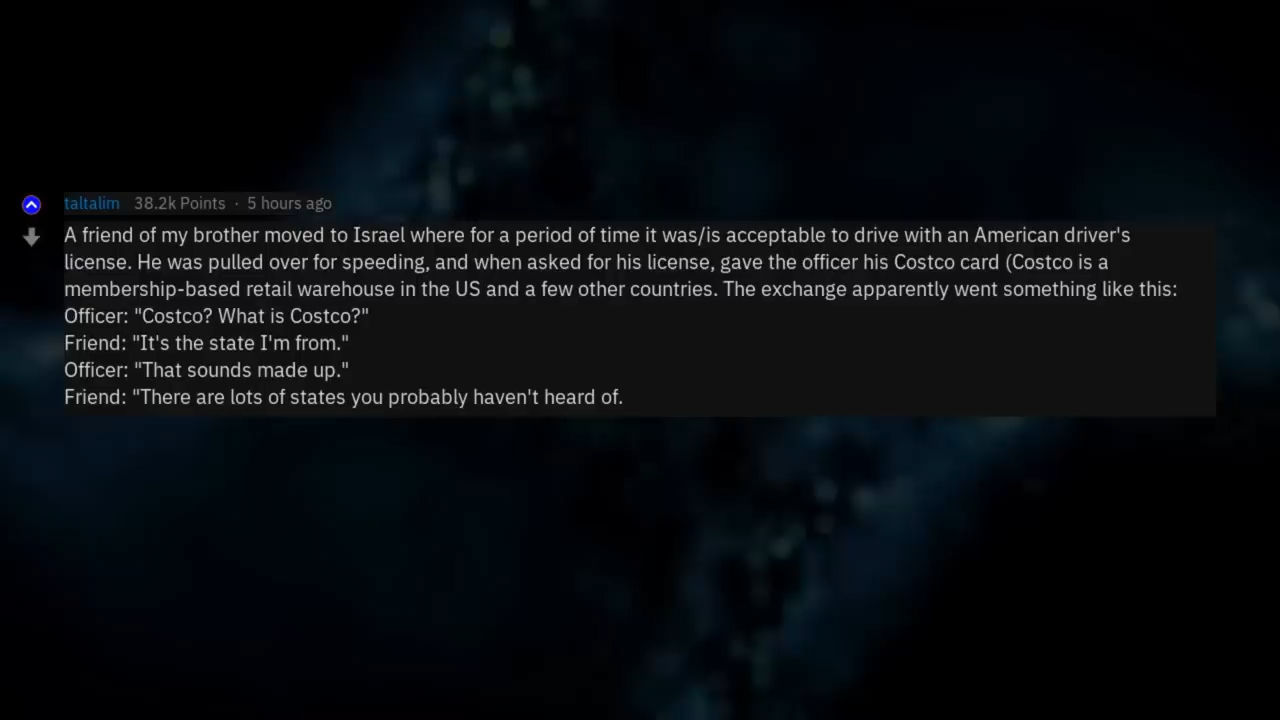 taltalim 38.2k Points · 5 hours ago
A friend of my brother moved to Israel where for a period of time it was/is acceptable to drive with an American driver's
license. He was pulled over for speeding, and when asked for his license, gave the officer his Costco card (Costco is a
membership-based retail warehouse in the US and a few other countries. The exchange apparently went something like this:
Officer: "Costco? What is Costco?"
Friend: "It's the state I'm from."
Officer: "That sounds made up."
Friend: "There are lots of states you probably haven't heard of.